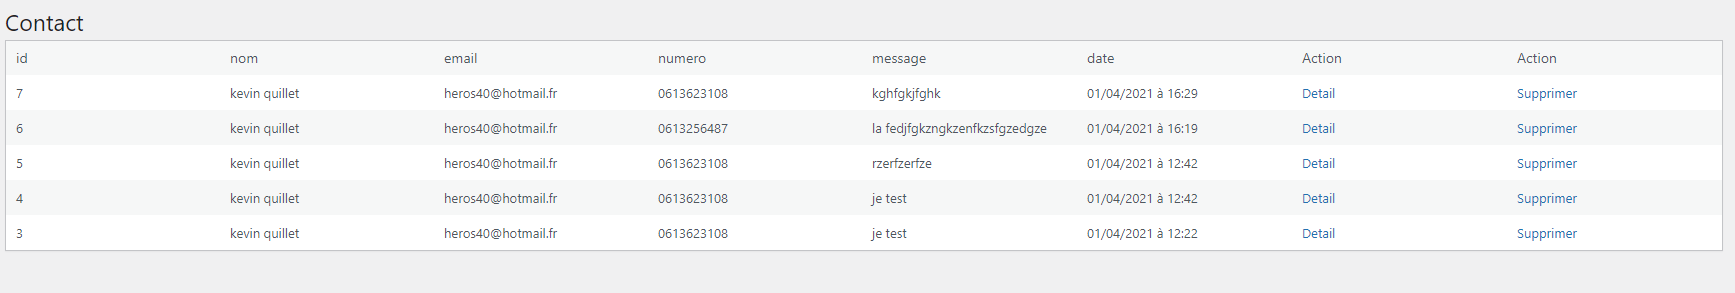 Contact
id nom email numero message date Action Action
7 kevin quillet heros40@hotmail.fr 0613623108 kghfgkjfghk 01/04/2021 à 16:29 Detail Supprimer
6 kevin quillet heros40@hotmail.fr 0613256487 la fedjfgkzngkzenfkzsfgzedgze 01/04/2021 à 16:19 Detail Supprimer
5 kevin quillet heros40@hotmail.fr 0613623108 rzerfzerfze 01/04/2021 à 12:42 Detail Supprimer
4 kevin quillet heros40@hotmail.fr 0613623108 je test 01/04/2021 à 12:42 Detail Supprimer
3 kevin quillet heros40@hotmail.fr 0613623108 je test 01/04/2021 à 12:22 Detail Supprimer